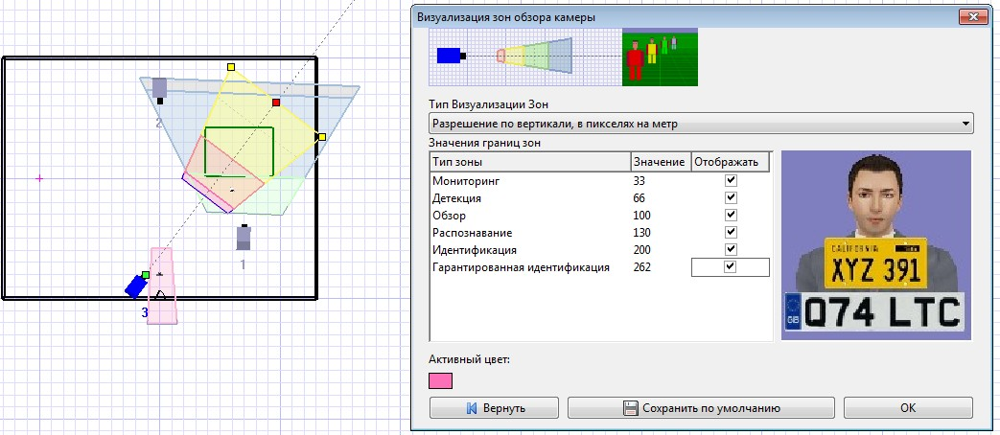 Визуализация зон обзора камеры
Тип Визуализации Зон
Разрешение по вертикали, в пикселях на метр
Значения границ зон
Тип зоны Значение Отображать
Мониторинг 33
Детекция 66
Обзор 100
Распознавание 130
Идентификация 200
Гарантированная идентификация 262
CALIFORNIA
XYZ 391
GB
Q74 LTC
Активный цвет:
Вернуть Сохранить по умолчанию OK
2
1
3